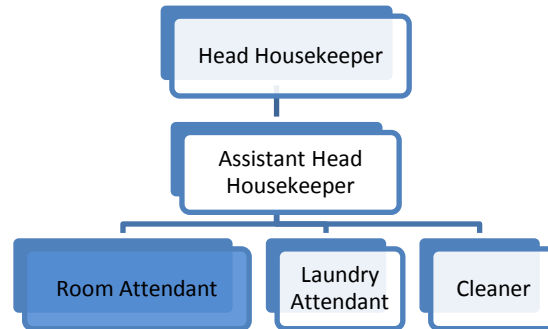 Head Housekeeper
Assistant Head
Housekeeper
Room Attendant
Laundry
Attendant
Cleaner